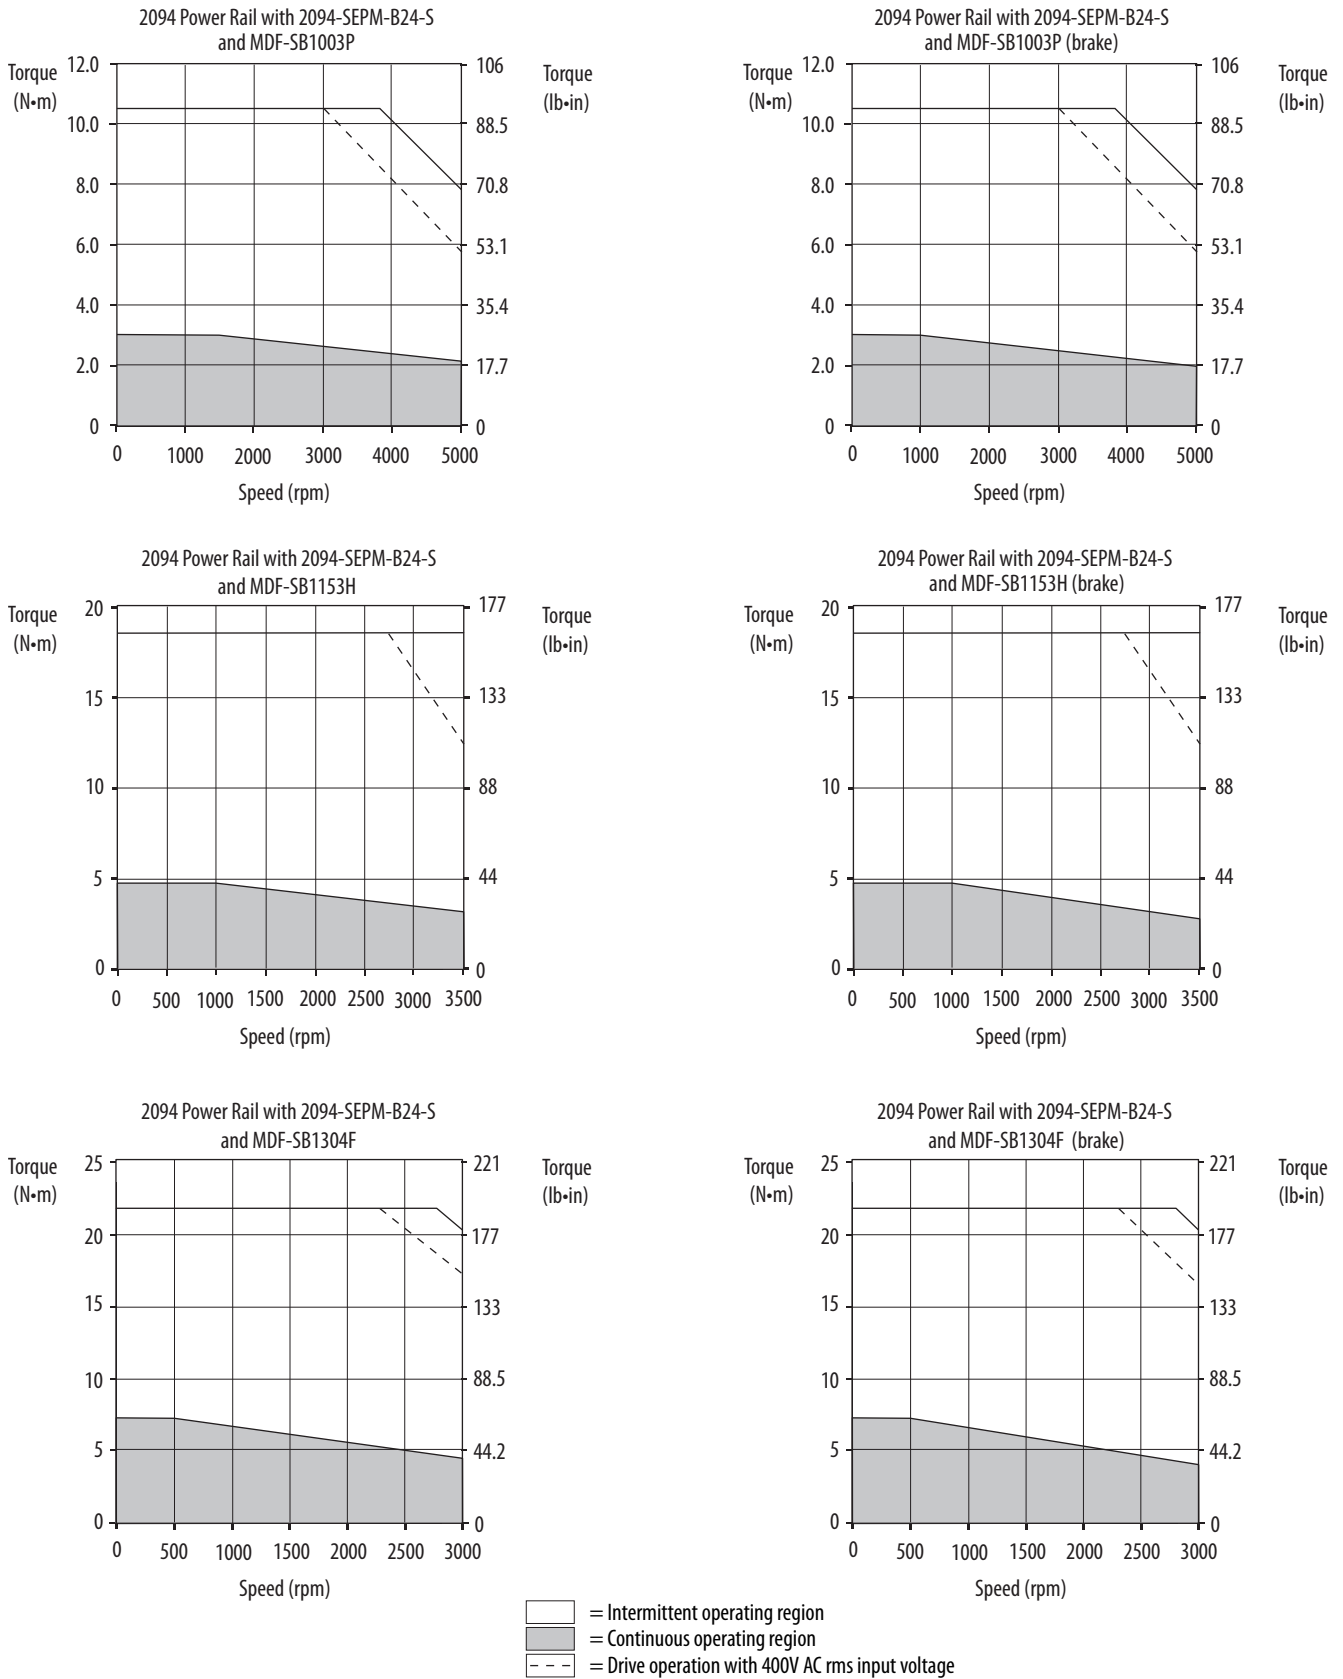 2094 Power Rail with 2094-SEPM-B24-S
and MDF-SB1003P
Torque
(N•m)
12.0
10.0
8.0
6.0
4.0
2.0
0
106
88.5
70.8
53.1
35.4
17.7
0
Torque
(lb•in)
0 1000 2000 3000 4000 5000
Speed (rpm)
2094 Power Rail with 2094-SEPM-B24-S
and MDF-SB1003P (brake)
Torque
(N•m)
12.0
10.0
8.0
6.0
4.0
2.0
0
106
88.5
70.8
53.1
35.4
17.7
0
Torque
(lb•in)
0 1000 2000 3000 4000 5000
Speed (rpm)
2094 Power Rail with 2094-SEPM-B24-S
and MDF-SB1153H
Torque
(N•m)
20
15
10
5
0
177
133
88
44
0
Torque
(lb•in)
0 500 1000 1500 2000 2500 3000 3500
Speed (rpm)
2094 Power Rail with 2094-SEPM-B24-S
and MDF-SB1153H (brake)
Torque
(N•m)
20
15
10
5
0
177
133
88
44
0
Torque
(lb•in)
0 500 1000 1500 2000 2500 3000 3500
Speed (rpm)
2094 Power Rail with 2094-SEPM-B24-S
and MDF-SB1304F
Torque
(N•m)
25
20
15
10
5
0
221
177
133
88.5
44.2
0
Torque
(lb•in)
0 500 1000 1500 2000 2500 3000
Speed (rpm)
2094 Power Rail with 2094-SEPM-B24-S
and MDF-SB1304F (brake)
Torque
(N•m)
25
20
15
10
5
0
221
177
133
88.5
44.2
0
Torque
(lb•in)
0 500 1000 1500 2000 2500 3000
Speed (rpm)
= Intermittent operating region
= Continuous operating region
= Drive operation with 400V AC rms input voltage